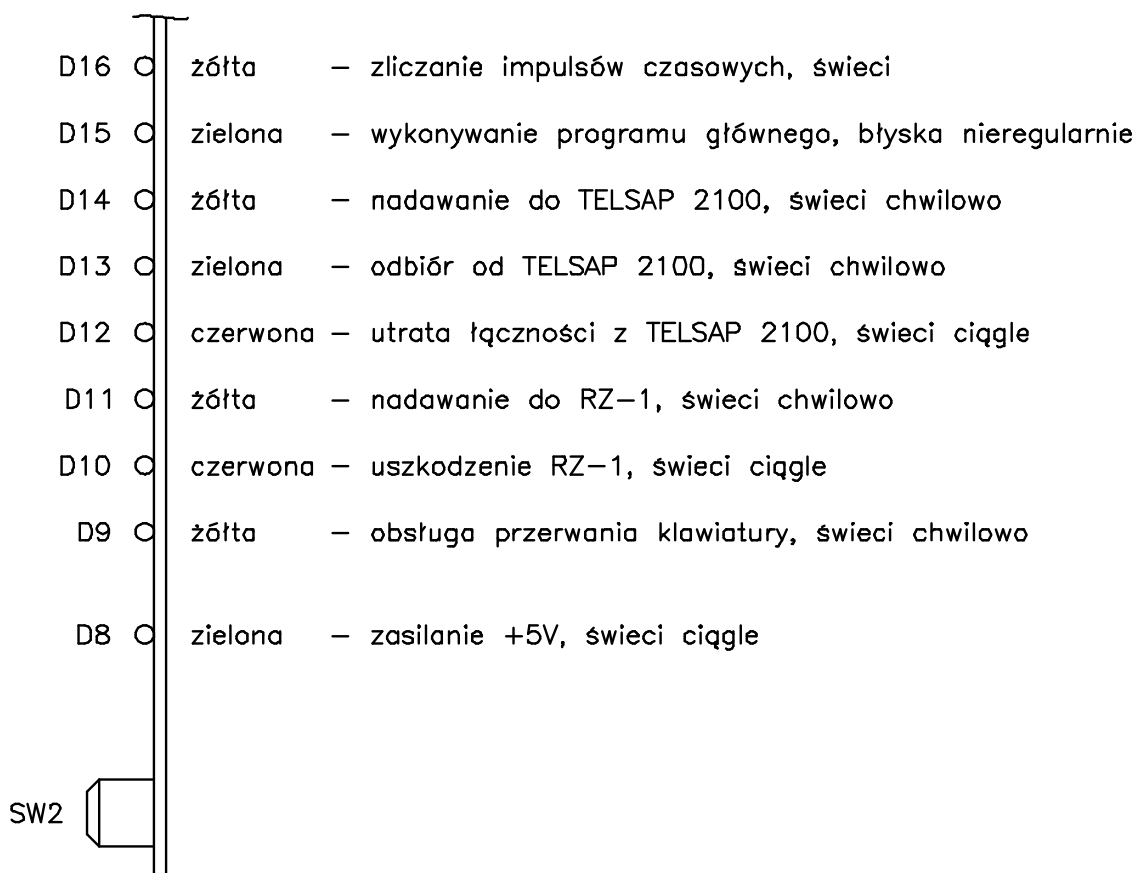 D16 żółta – zliczanie impulsów czasowych, świeci
D15 zielona – wykonywanie programu głównego, błyska nieregularnie
D14 żółta – nadawanie do TELSAP 2100, świeci chwilowo
D13 zielona – odbiór od TELSAP 2100, świeci chwilowo
D12 czerwona – utrata łączności z TELSAP 2100, świeci ciągle
D11 żółta – nadawanie do RZ–1, świeci chwilowo
D10 czerwona – uszkodzenie RZ–1, świeci ciągle
D9 żółta – obsługa przerwania klawiatury, świeci chwilowo
D8 zielona – zasilanie +5V, świeci ciągle
SW2